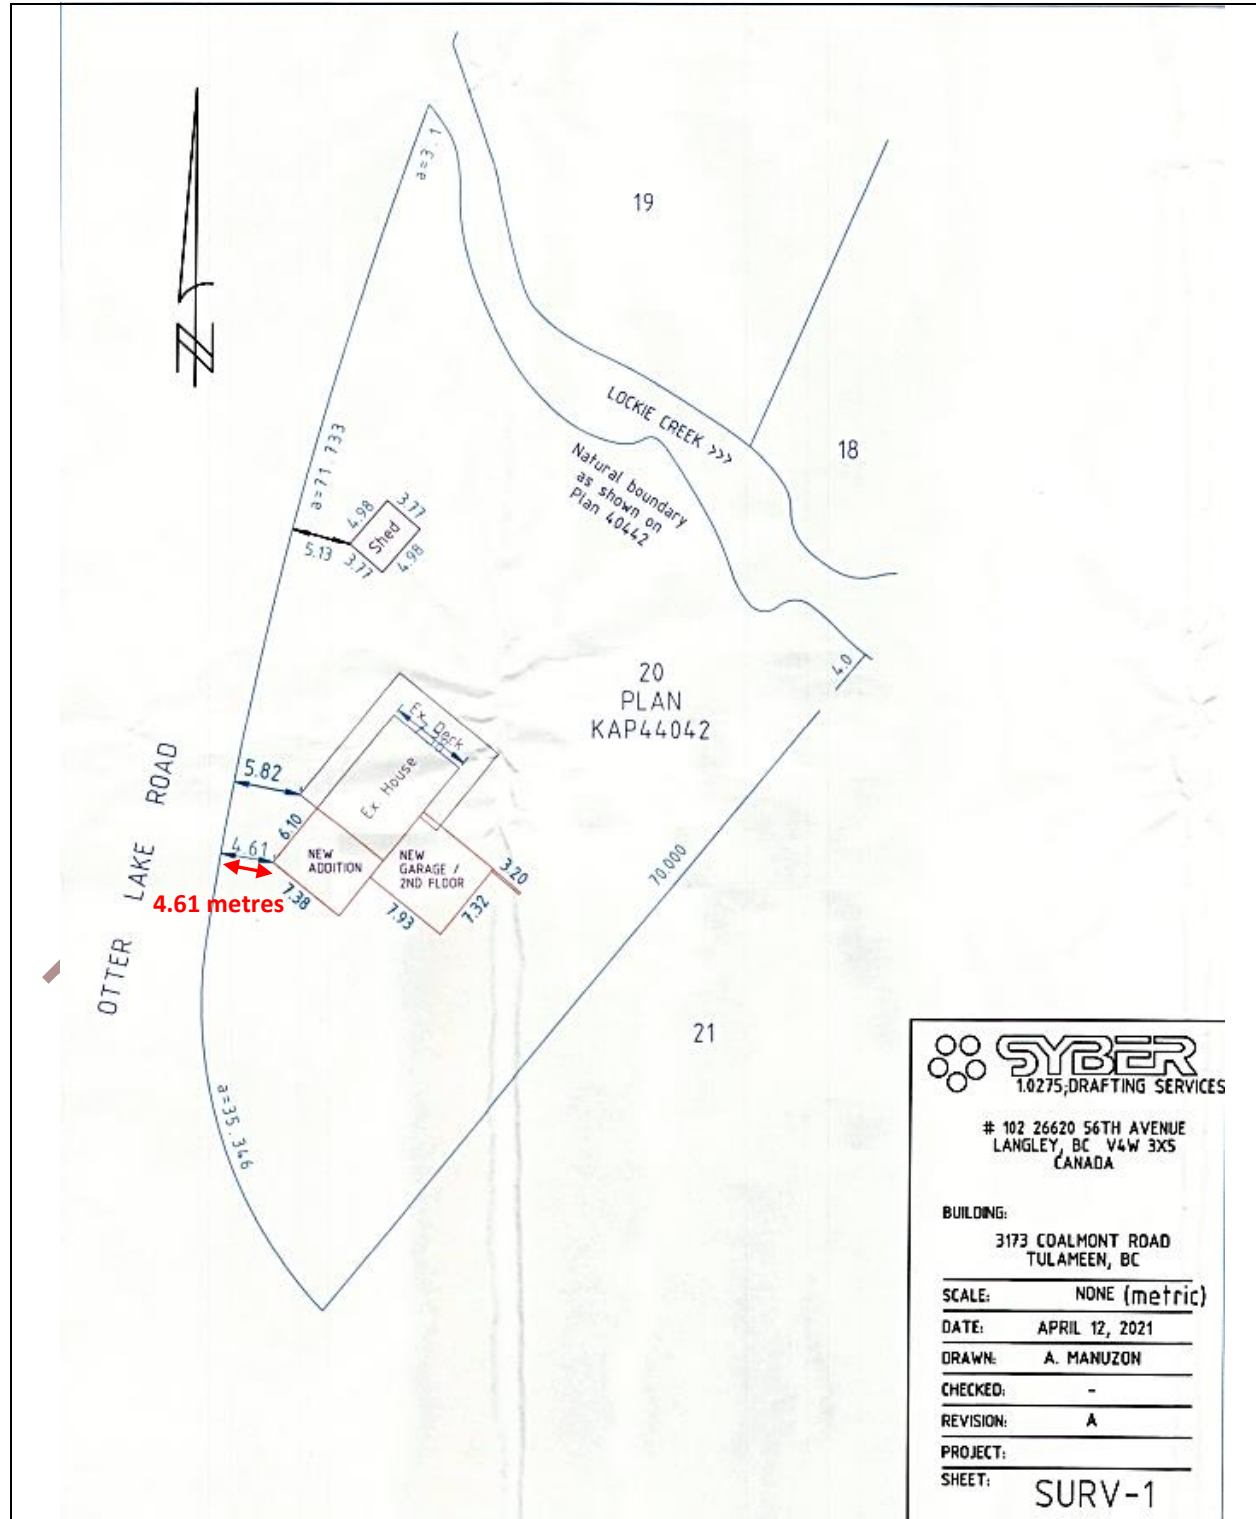 a=3.1
19
LOCKIE CREEK >>>
18
Natural boundary
as shown on
Plan 40442
a=71.733
4.98
3.77
Shed
5.13
3.77
4.98
4.0
20
PLAN
KAP44042
Ex. Deck
7.38
Ex. House
5.82
6.10
4.61
4.61 metres
NEW
ADDITION
NEW
GARAGE /
2ND FLOOR
3.20
7.38
7.93
7.32
70.000
OTTER LAKE ROAD
N
21
a=35.346
SYBER
1.0275;DRAFTING SERVICES
# 102 26620 56TH AVENUE
LANGLEY, BC V4W 3X5
CANADA
BUILDING:
3173 COALMONT ROAD
TULAMEEN, BC
SCALE: NONE (metric)
DATE: APRIL 12, 2021
DRAWN: A. MANUZON
CHECKED: -
REVISION: A
PROJECT:
SHEET: SURV-1